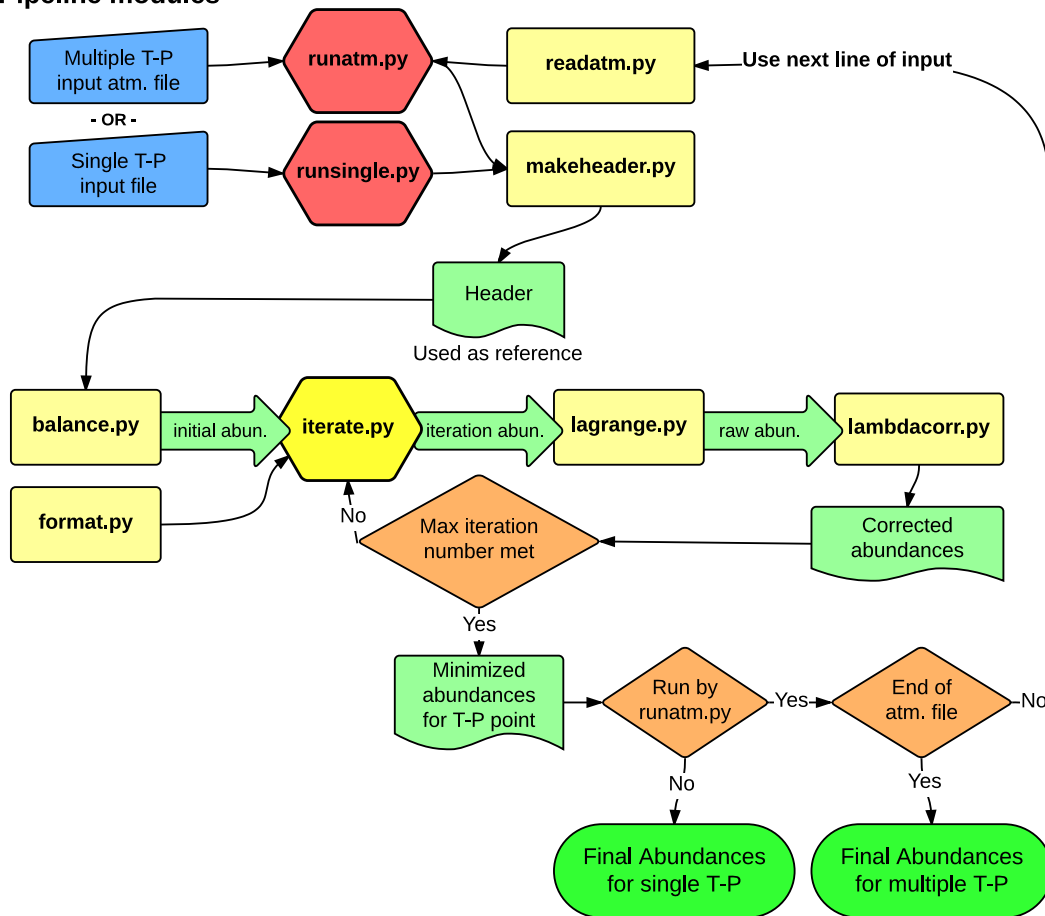 Pipeline modules
Multiple T-P
input atm. file
runatm.py
readatm.py
Use next line of input
- OR -
Single T-P
input file
runsingle.py
makeheader.py
Header
Used as reference
balance.py
initial abun.
iterate.py
iteration abun.
lagrange.py
raw abun.
lambdacorr.py
format.py
No
Max iteration
number met
Corrected
abundances
Yes
Minimized
abundances
for T-P point
Run by
runatm.py
Yes
End of
atm. file
No
No
Yes
Final Abundances
for single T-P
Final Abundances
for multiple T-P